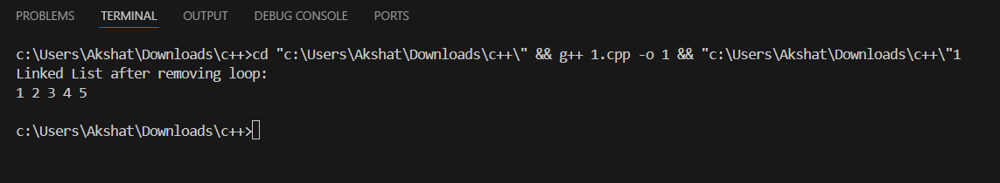 PROBLEMS TERMINAL OUTPUT DEBUG CONSOLE PORTS
c:\Users\Akshat\Downloads\c++>cd "c:\Users\Akshat\Downloads\c++\" && g++ 1.cpp -o 1 && "c:\Users\Akshat\Downloads\c++\"1
Linked List after removing loop:
1 2 3 4 5
c:\Users\Akshat\Downloads\c++>